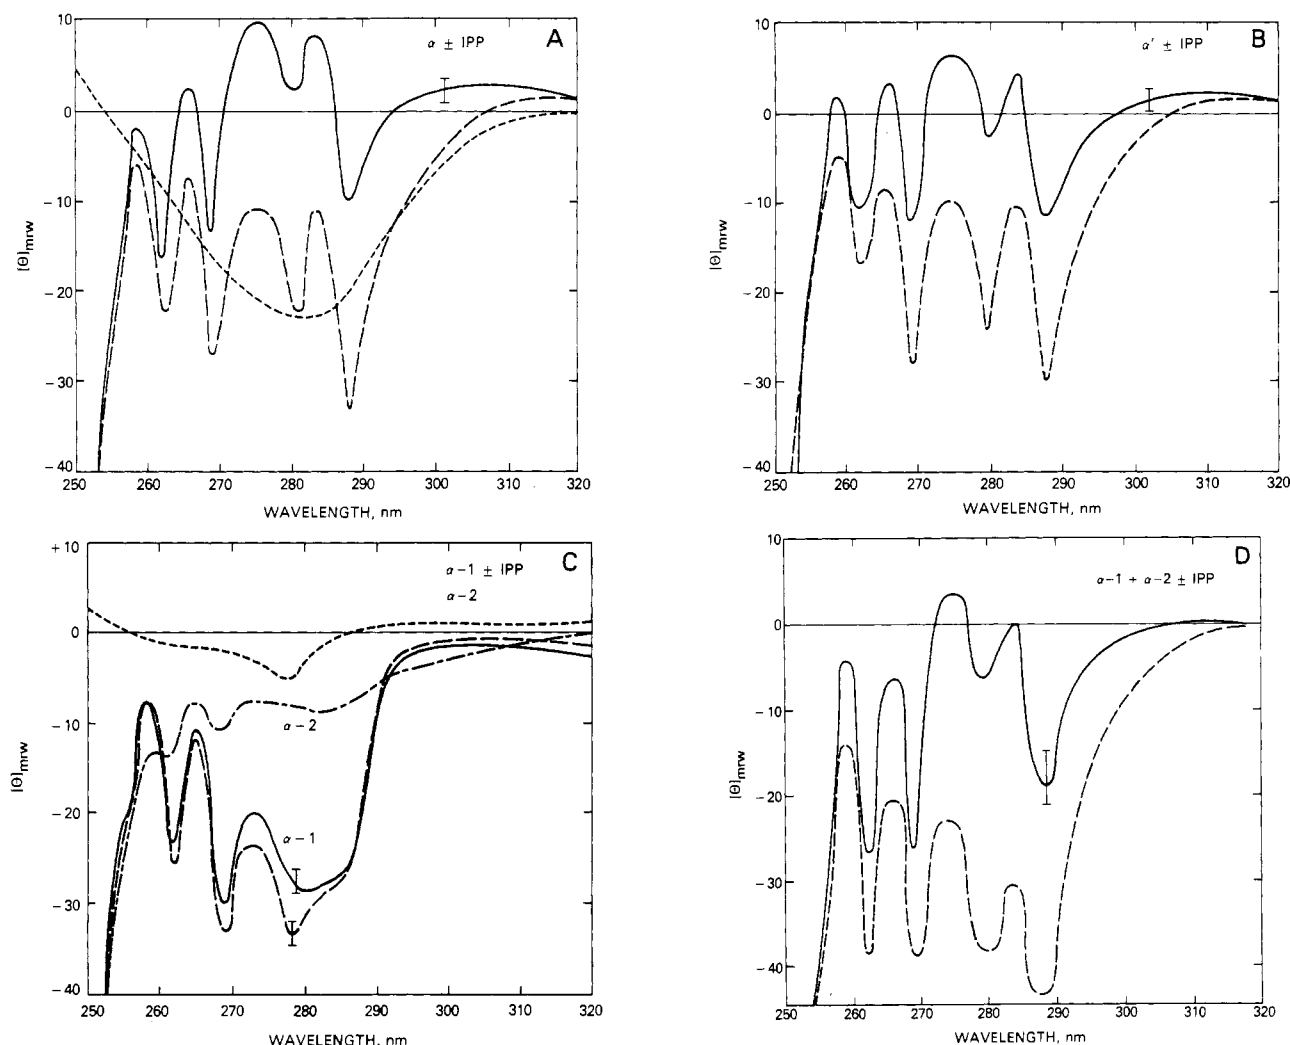 A
α ± IPP
10
0
−10
−20
−30
−40
[Θ]mrw
250 260 270 280 290 300 310 320
WAVELENGTH, nm
B
α′ ± IPP
10
0
−10
−20
−30
−40
[Θ]mrw
250 260 270 280 290 300 310 320
WAVELENGTH, nm
C
α−1 ± IPP
α−2
+10
0
−10
−20
−30
−40
[Θ]mrw
α−2
α−1
250 260 270 280 290 300 310 320
WAVELENGTH, nm
D
α−1 + α−2 ± IPP
10
0
−10
−20
−30
−40
[Θ]mrw
250 260 270 280 290 300 310 320
WAVELENGTH, nm